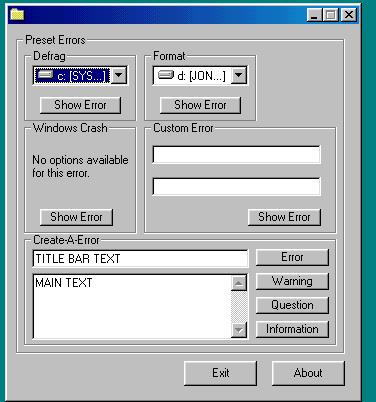 Preset Errors
Defrag
c: [SYS...]
Show Error
Format
d: [JON...]
Show Error
Windows Crash
No options available
for this error.
Show Error
Custom Error
Show Error
Create-A-Error
TITLE BAR TEXT
MAIN TEXT
Error
Warning
Question
Information
Exit
About